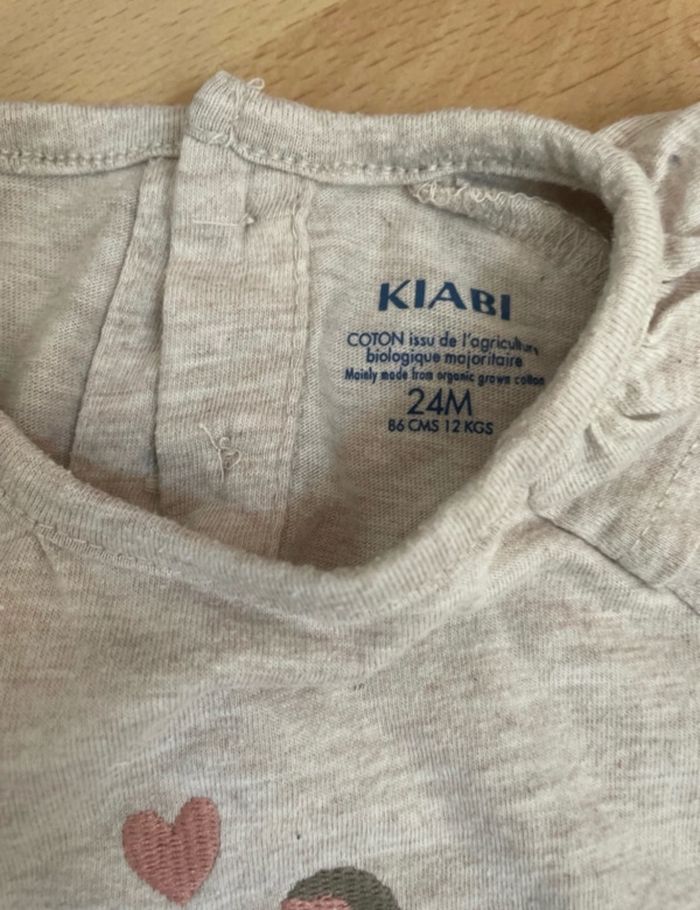 KIABI
COTON issu de l'agriculture
biologique majoritaire
Mainly made from organic grown cotton
24M
86 CMS 12 KGS